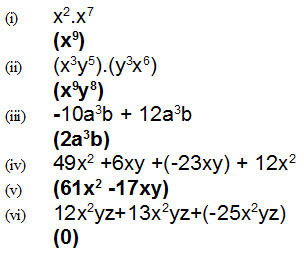 (i) x².x⁷
(x⁹)
(ii) (x³y⁵).(y³x⁶)
(x⁹y⁸)
(iii) -10a³b + 12a³b
(2a³b)
(iv) 49x² +6xy +(-23xy) + 12x²
(v) (61x² -17xy)
(vi) 12x²yz+13x²yz+(-25x²yz)
(0)